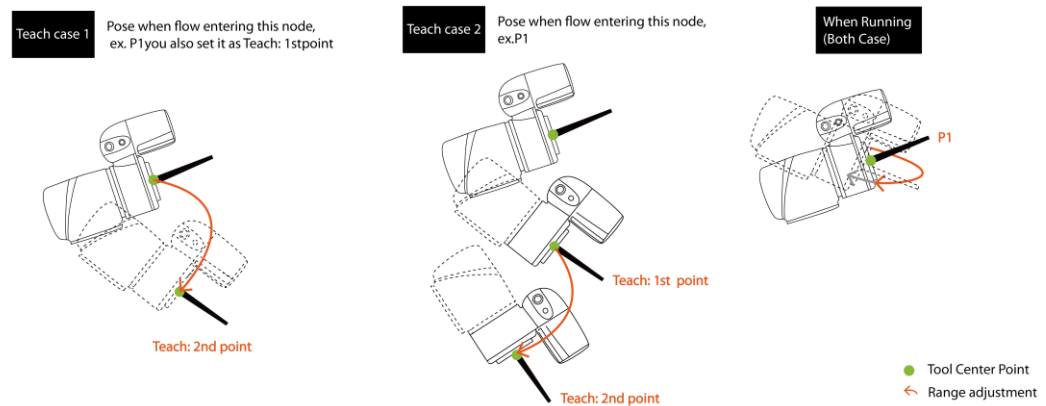 Teach case 1
Pose when flow entering this node,
ex. P1you also set it as Teach: 1stpoint
Teach: 2nd point
Teach case 2
Pose when flow entering this node,
ex.P1
Teach: 1st point
Teach: 2nd point
When Running
(Both Case)
P1
Tool Center Point
Range adjustment